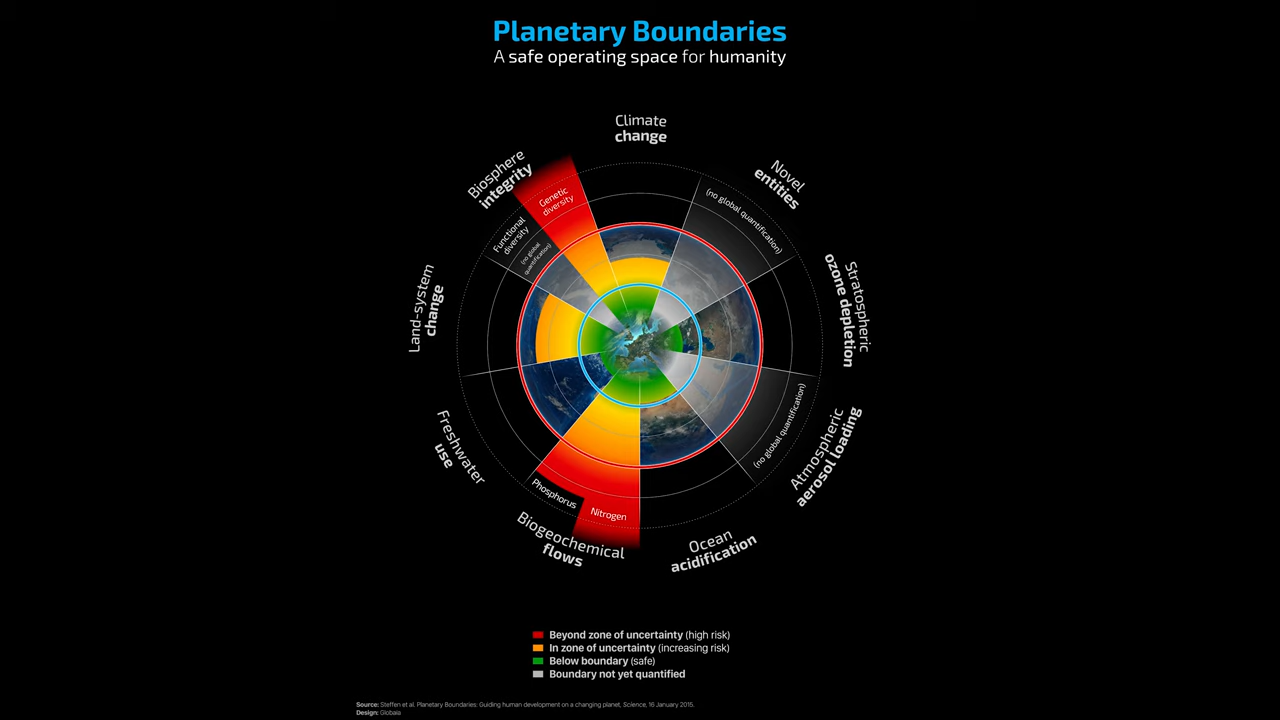 Planetary Boundaries
A safe operating space for humanity
Climate
change
Novel
entities
(no global quantification)
Stratospheric
ozone depletion
Atmospheric
aerosol loading
(no global quantification)
Ocean
acidification
Biogeochemical
flows
Phosphorus
Nitrogen
Freshwater
use
Land-system
change
Biosphere
integrity
Genetic
diversity
Functional
diversity
(no global
quantification)
Beyond zone of uncertainty (high risk)
In zone of uncertainty (increasing risk)
Below boundary (safe)
Boundary not yet quantified
Source: Steffen et al. Planetary Boundaries: Guiding human development on a changing planet, Science, 16 January 2015.
Design: Globaia